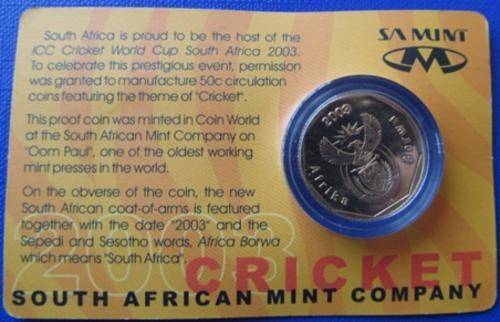 South Africa is proud to be the host of the
ICC Cricket World Cup South Africa 2003.
To celebrate this prestigious event, permission
was granted to manufacture 50c circulation
coins featuring the theme of "Cricket".
This proof coin was minted in Coin World
at the South African Mint Company on
"Oom Paul", one of the oldest working
mint presses in the world.
On the obverse of the coin, the new
South African coat-of-arms is featured
together with the date "2003" and the
Sepedi and Sesotho words, Africa Borwa
which means "South Africa".
SA MINT
2003
Afrika
2003
CRICKET
SOUTH AFRICAN MINT COMPANY